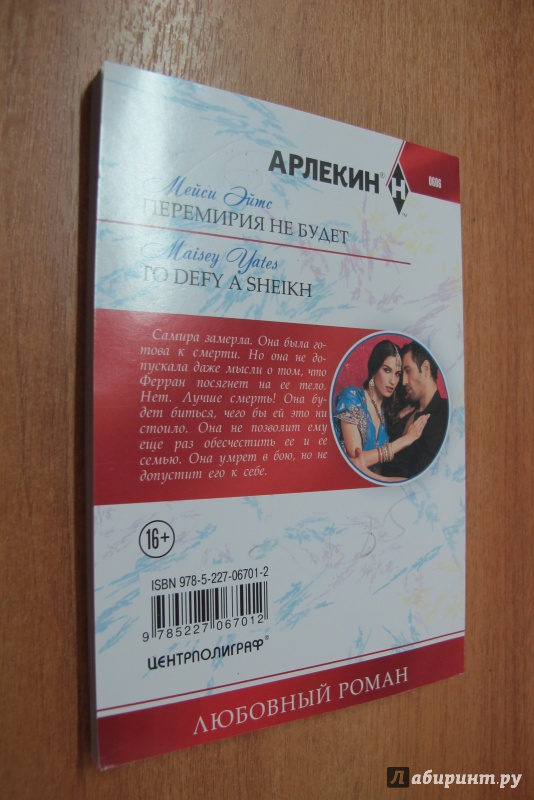 АРЛЕКИН®
Н
™
0606
Мейси Эйтс
ПЕРЕМИРИЯ НЕ БУДЕТ
Maisey Yates
TO DEFY A SHEIKH
Самира замерла. Она была го-
това к смерти. Но она не до-
пускала даже мысли о том, что
Ферран посягнет на ее тело.
Нет. Лучше смерть! Она бу-
дет биться, чего бы ей это ни
стоило. Она не позволит ему
еще раз обесчестить ее и ее
семью. Она умрет в бою, но не
допустит его к себе.
16+
ISBN 978-5-227-06701-2
9 785227 067012
ЦЕНТРПОЛИГРАФ®
ЛЮБОВНЫЙ РОМАН
Лабиринт.ру